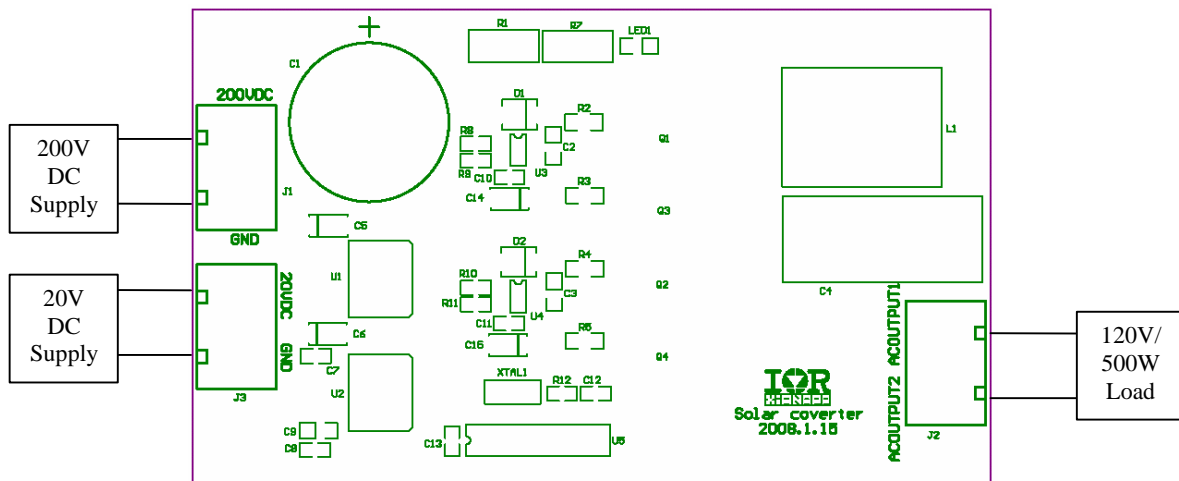 200V
DC
Supply
20V
DC
Supply
C1
200VDC
J1
GND
20VDC
GND
J3
C5
U1
C6
C7
U2
C9
C8
R1
R7
LED1
D1
R2
R8
R9
C2
U3
C10
C14
R3
D2
R4
R10
R11
C3
U4
C11
C15
R5
XTAL1
R12
C12
C13
U5
Q1
Q3
Q2
Q4
L1
C4
ACOUTPUT1
ACOUTPUT2
J2
IOR
Solar coverter
2008.1.15
120V/
500W
Load